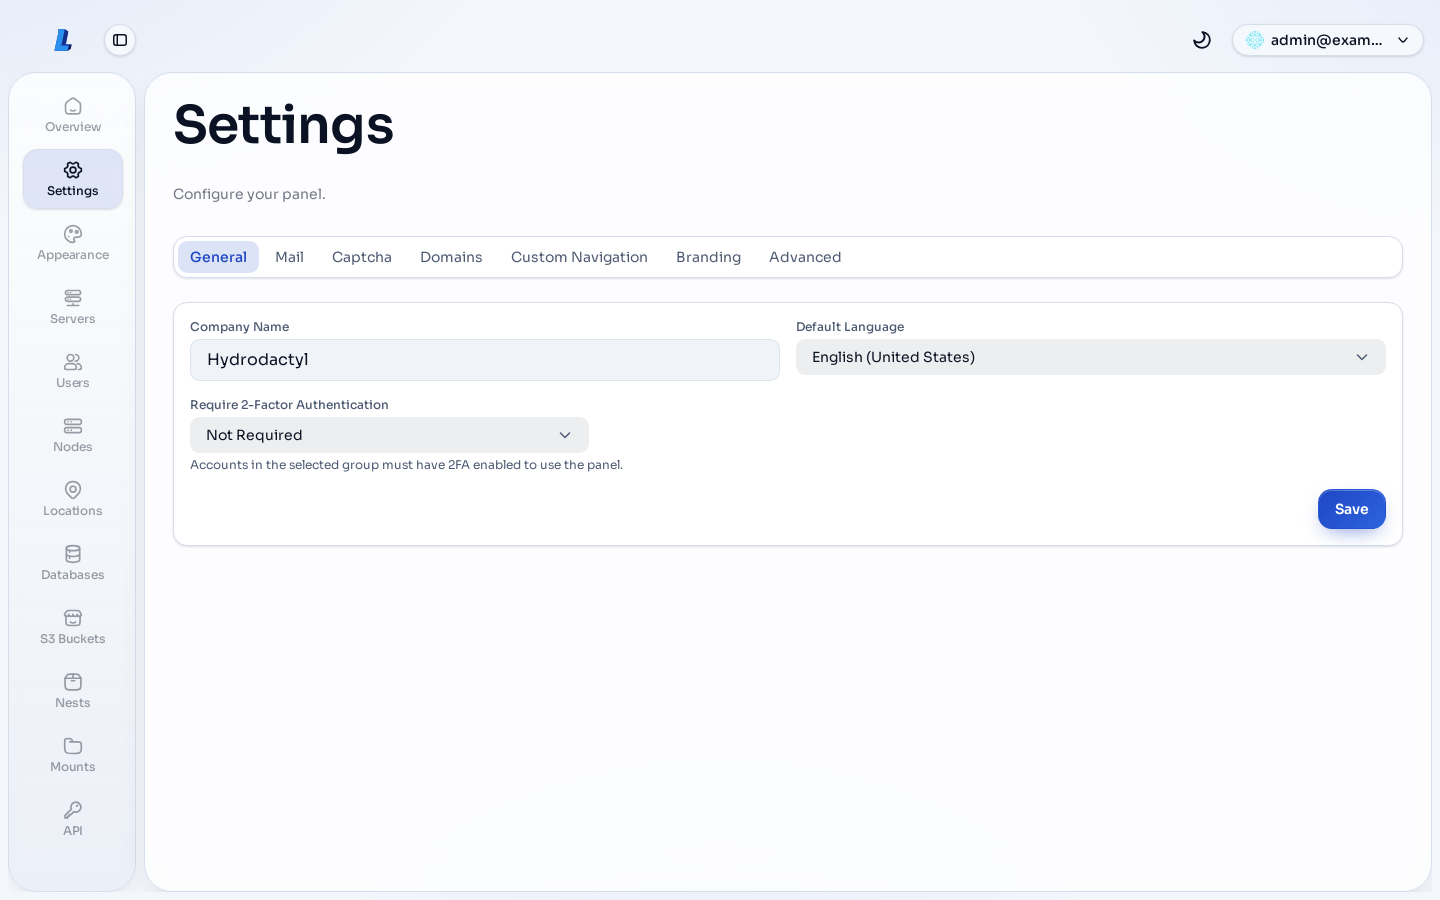 admin@exam...
Overview
Settings
Appearance
Servers
Users
Nodes
Locations
Databases
S3 Buckets
Nests
Mounts
API
Settings
Configure your panel.
General Mail Captcha Domains Custom Navigation Branding Advanced
Company Name
Hydrodactyl
Default Language
English (United States)
Require 2-Factor Authentication
Not Required
Accounts in the selected group must have 2FA enabled to use the panel.
Save